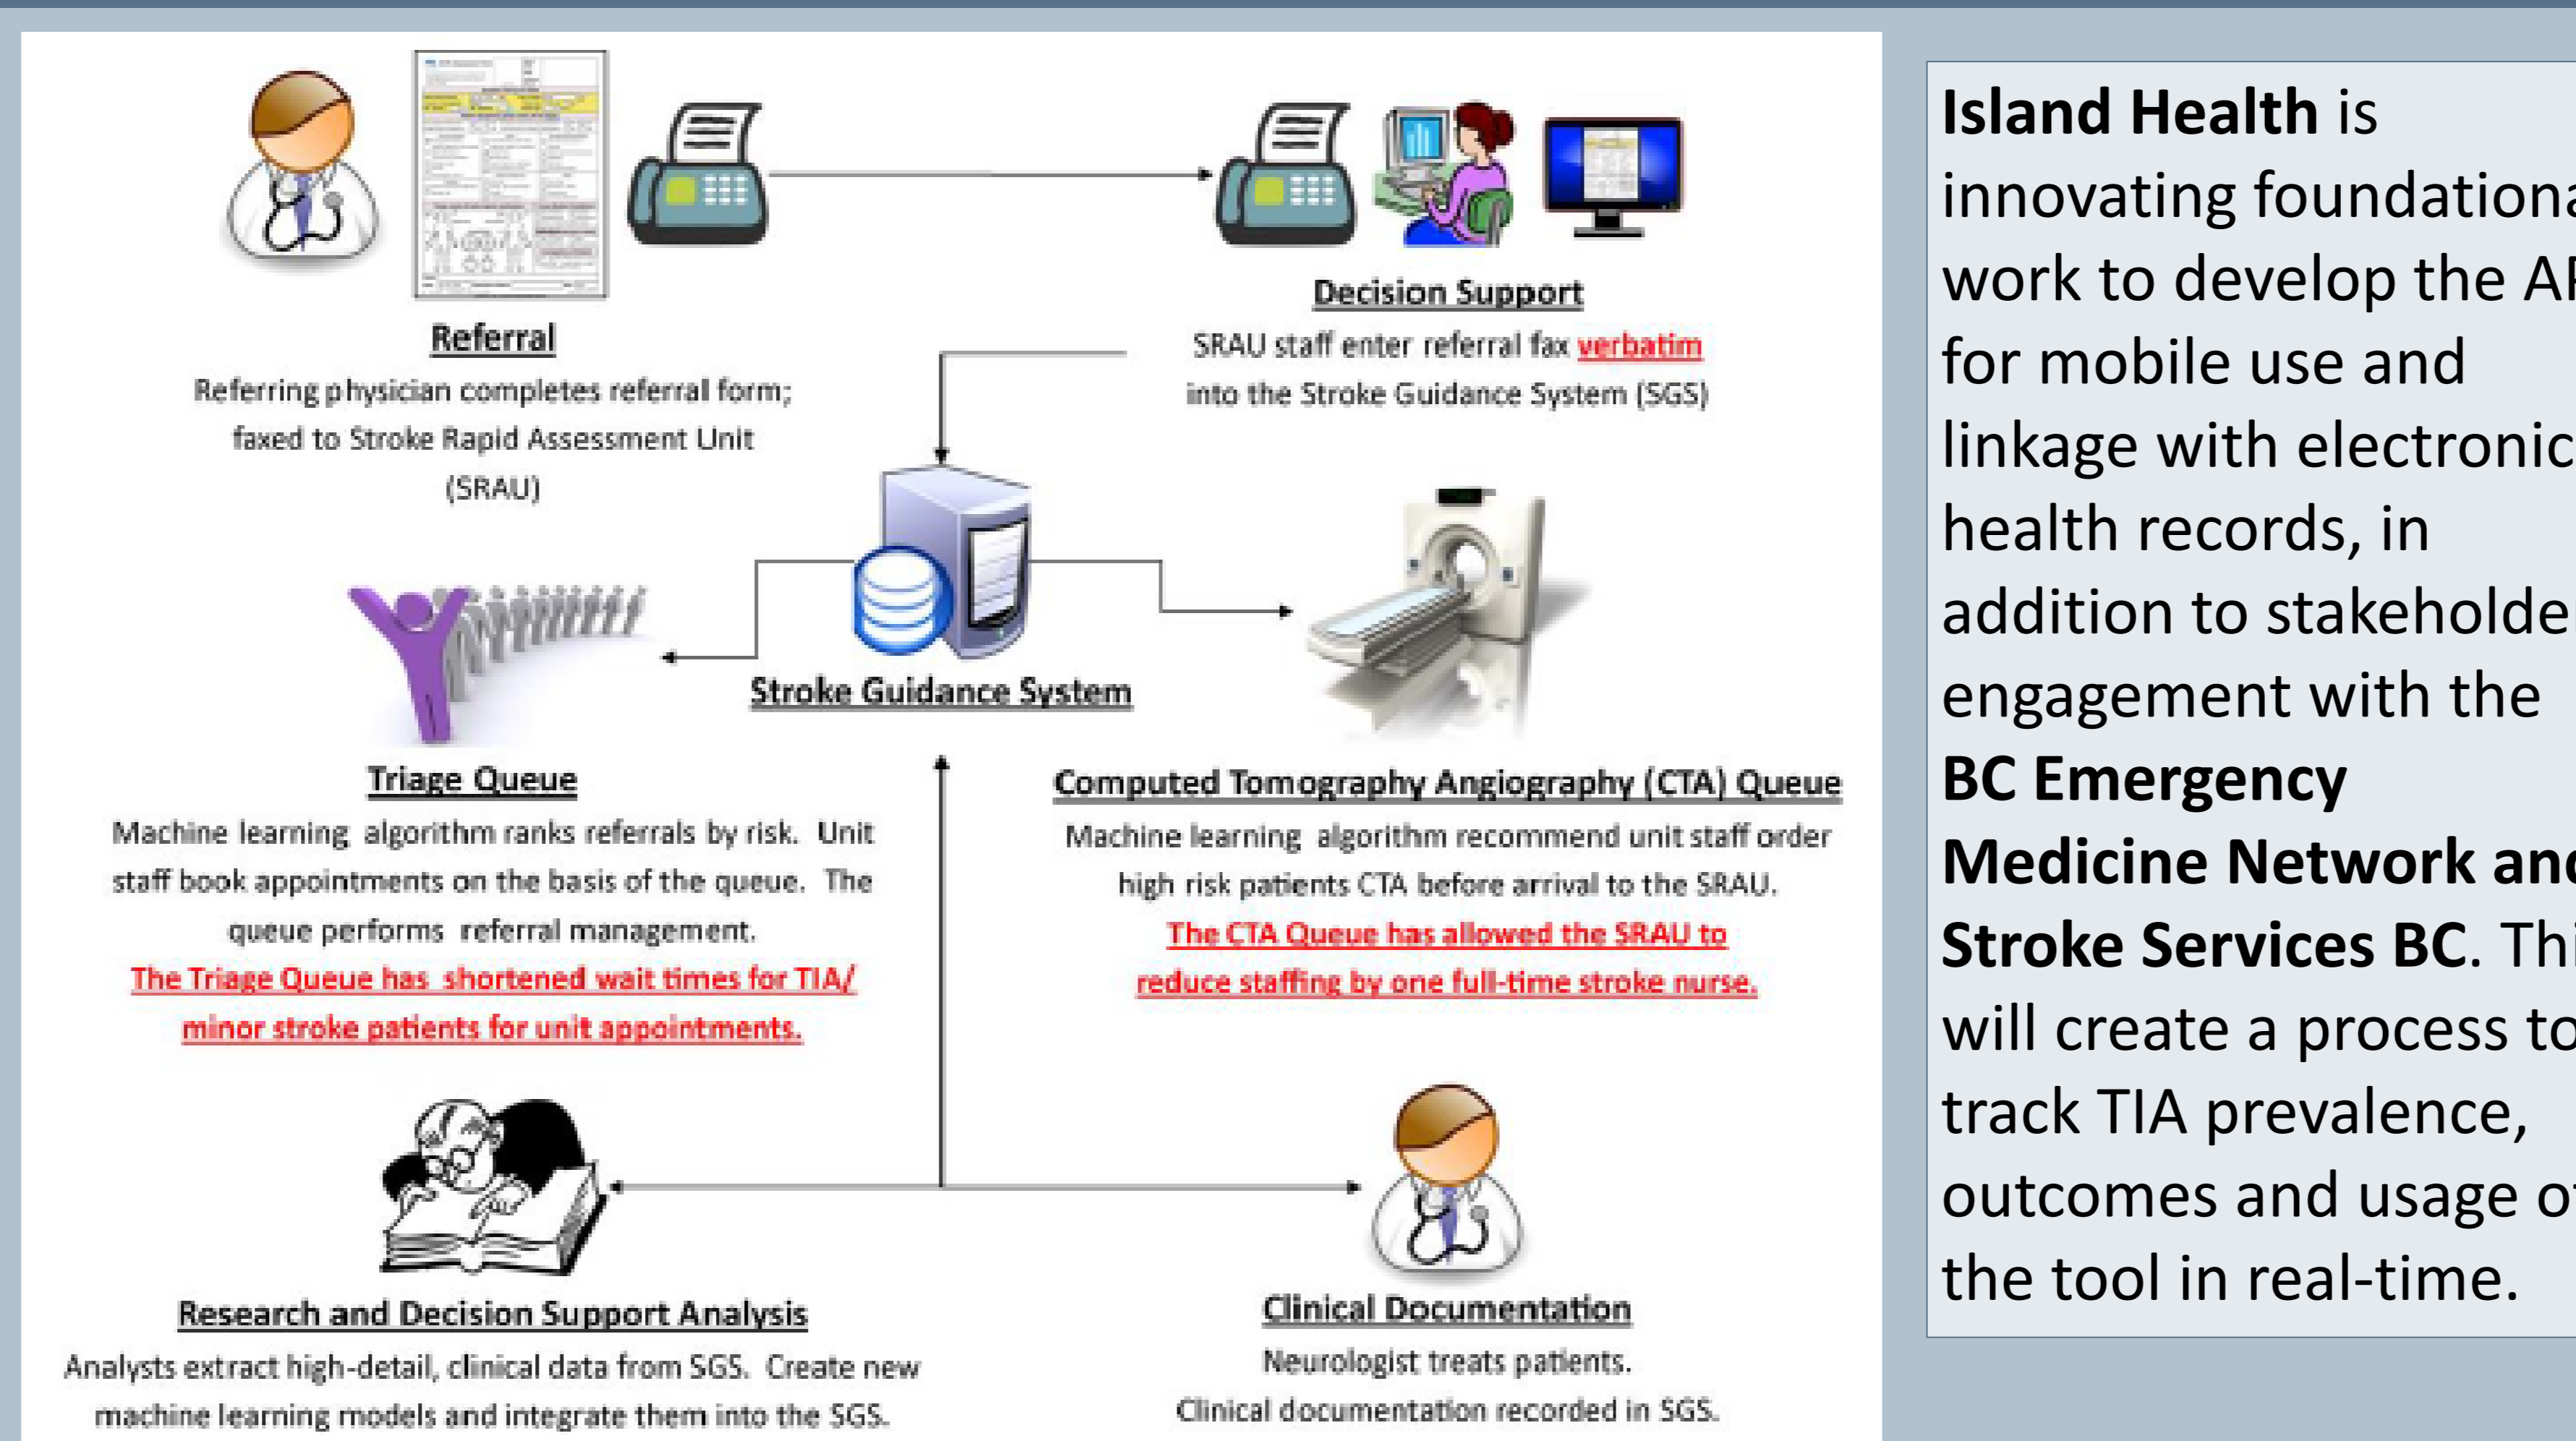 Referral
Referring physician completes referral form;
faxed to Stroke Rapid Assessment Unit
(SRAU)
Decision Support
SRAU staff enter referral fax verbatim
into the Stroke Guidance System (SGS)
Stroke Guidance System
Triage Queue
Machine learning algorithm ranks referrals by risk. Unit
staff book appointments on the basis of the queue. The
queue performs referral management.
The Triage Queue has shortened wait times for TIA/
minor stroke patients for unit appointments.
Computed Tomography Angiography (CTA) Queue
Machine learning algorithm recommend unit staff order
high risk patients CTA before arrival to the SRAU.
The CTA Queue has allowed the SRAU to
reduce staffing by one full-time stroke nurse.
Research and Decision Support Analysis
Analysts extract high-detail, clinical data from SGS. Create new
machine learning models and integrate them into the SGS.
Clinical Documentation
Neurologist treats patients.
Clinical documentation recorded in SGS.
Island Health is
innovating foundationa
work to develop the
for mobile use and
linkage with electronic
health records, in
addition to stakeholde
engagement with the
BC Emergency
Medicine Network and
Stroke Services BC. Thi
will create a process to
track TIA prevalence,
outcomes and usage of
the tool in real-time.